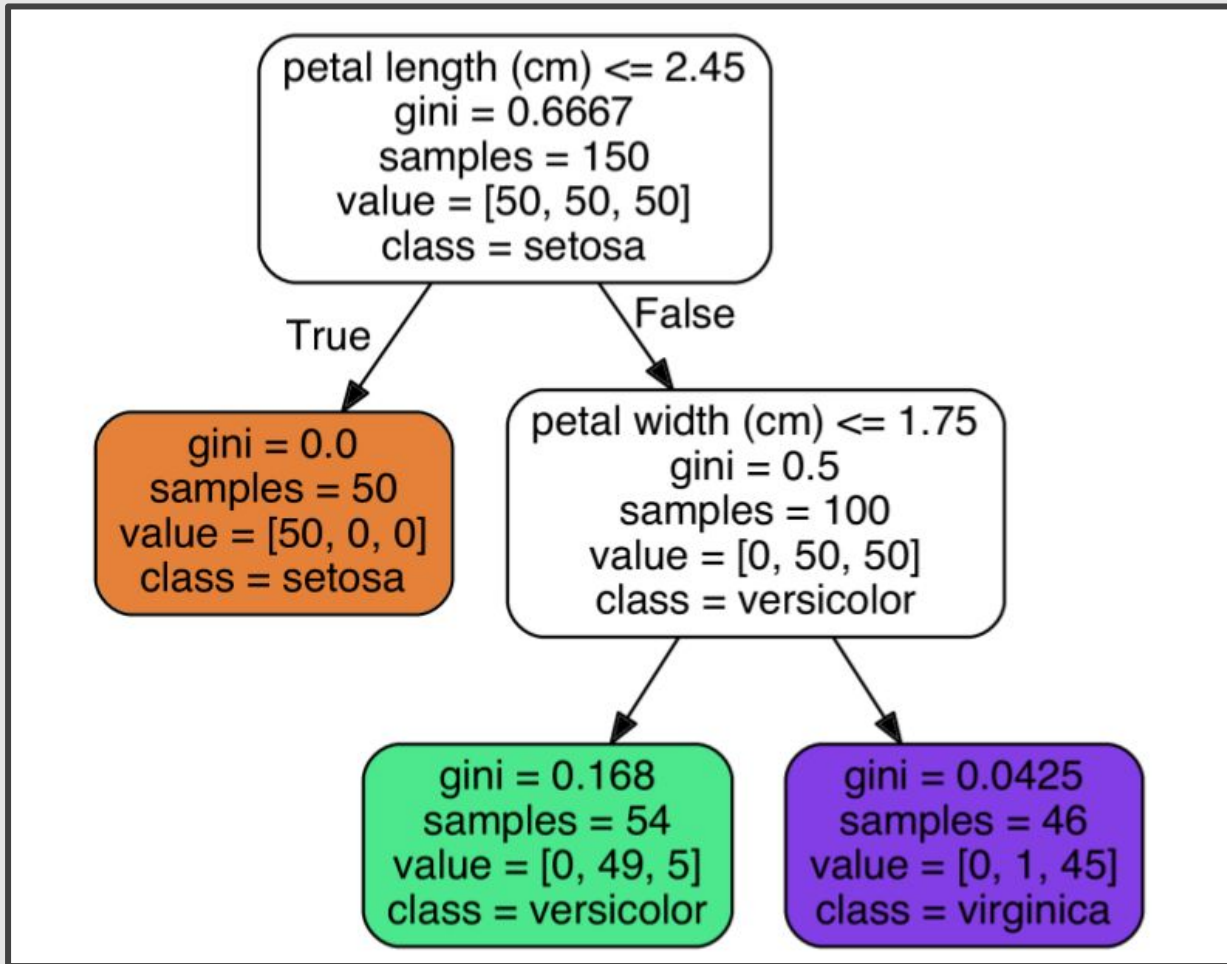 petal length (cm) <= 2.45
gini = 0.6667
samples = 150
value = [50, 50, 50]
class = setosa
True
False
gini = 0.0
samples = 50
value = [50, 0, 0]
class = setosa
petal width (cm) <= 1.75
gini = 0.5
samples = 100
value = [0, 50, 50]
class = versicolor
gini = 0.168
samples = 54
value = [0, 49, 5]
class = versicolor
gini = 0.0425
samples = 46
value = [0, 1, 45]
class = virginica